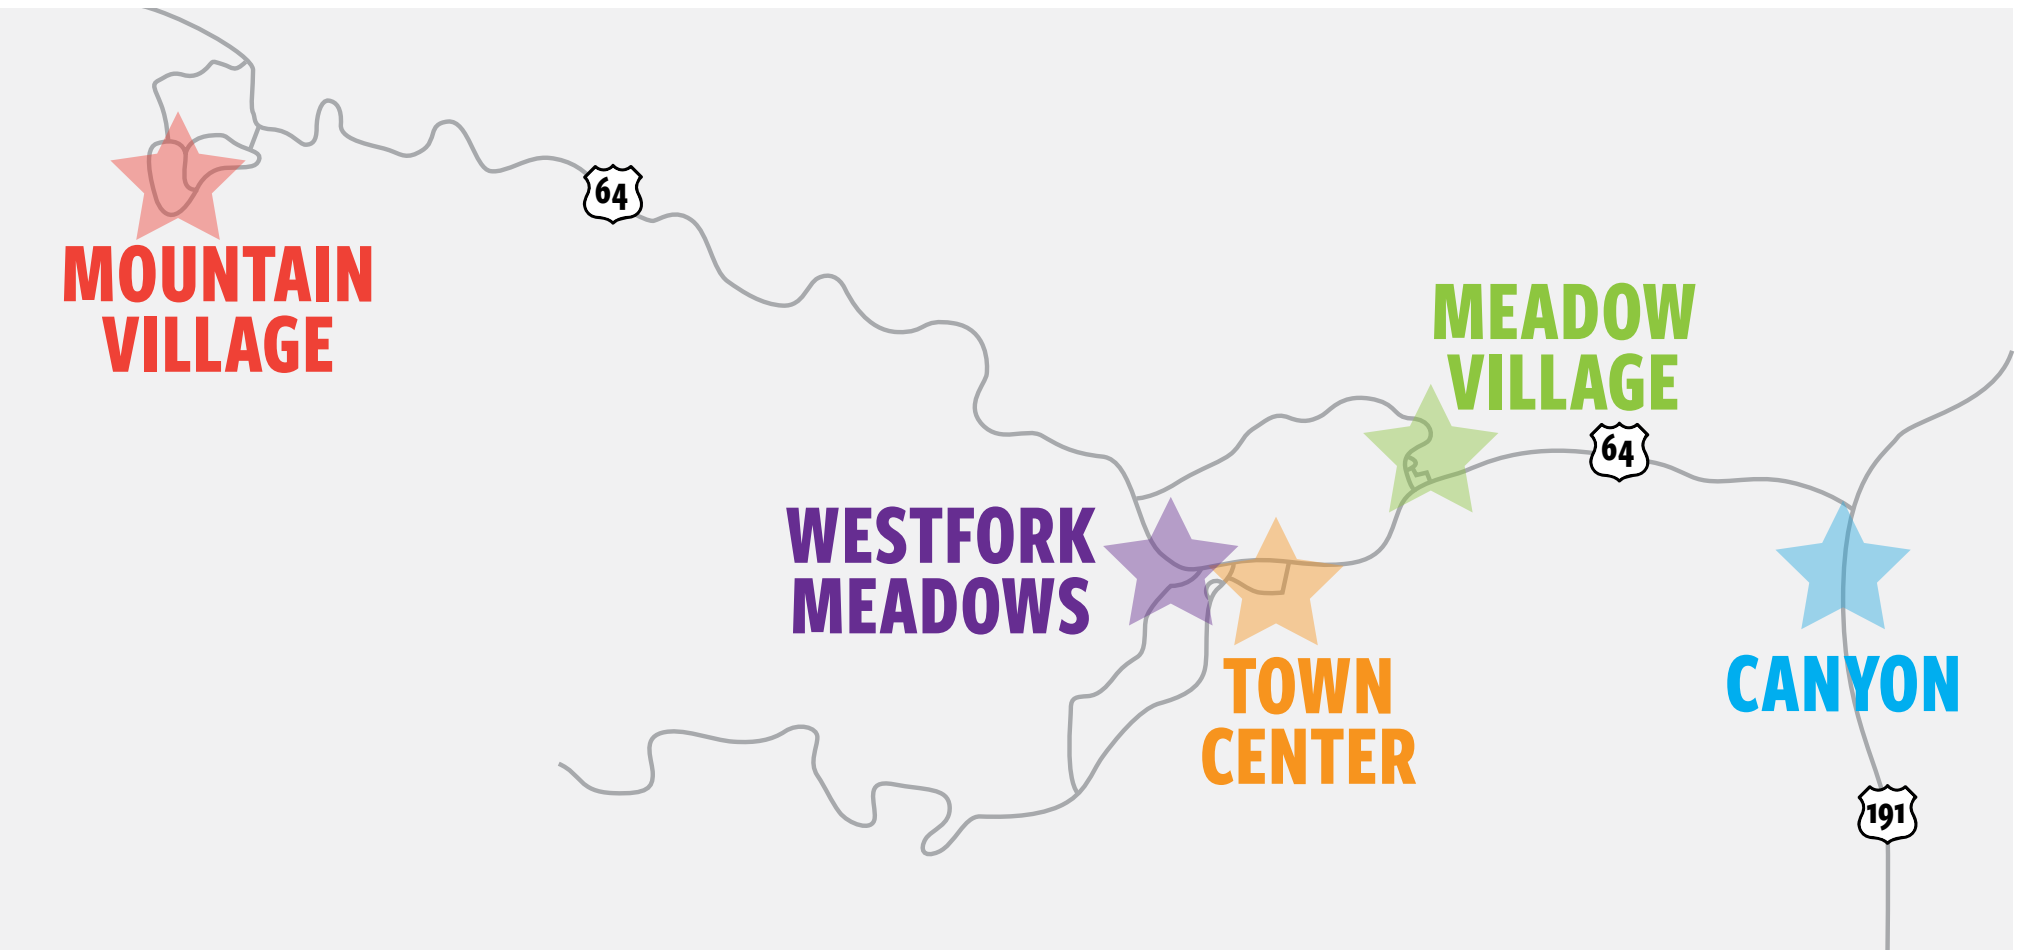 64
MOUNTAIN
VILLAGE
MEADOW
VILLAGE
64
WESTFORK
MEADOWS
TOWN
CENTER
CANYON
191